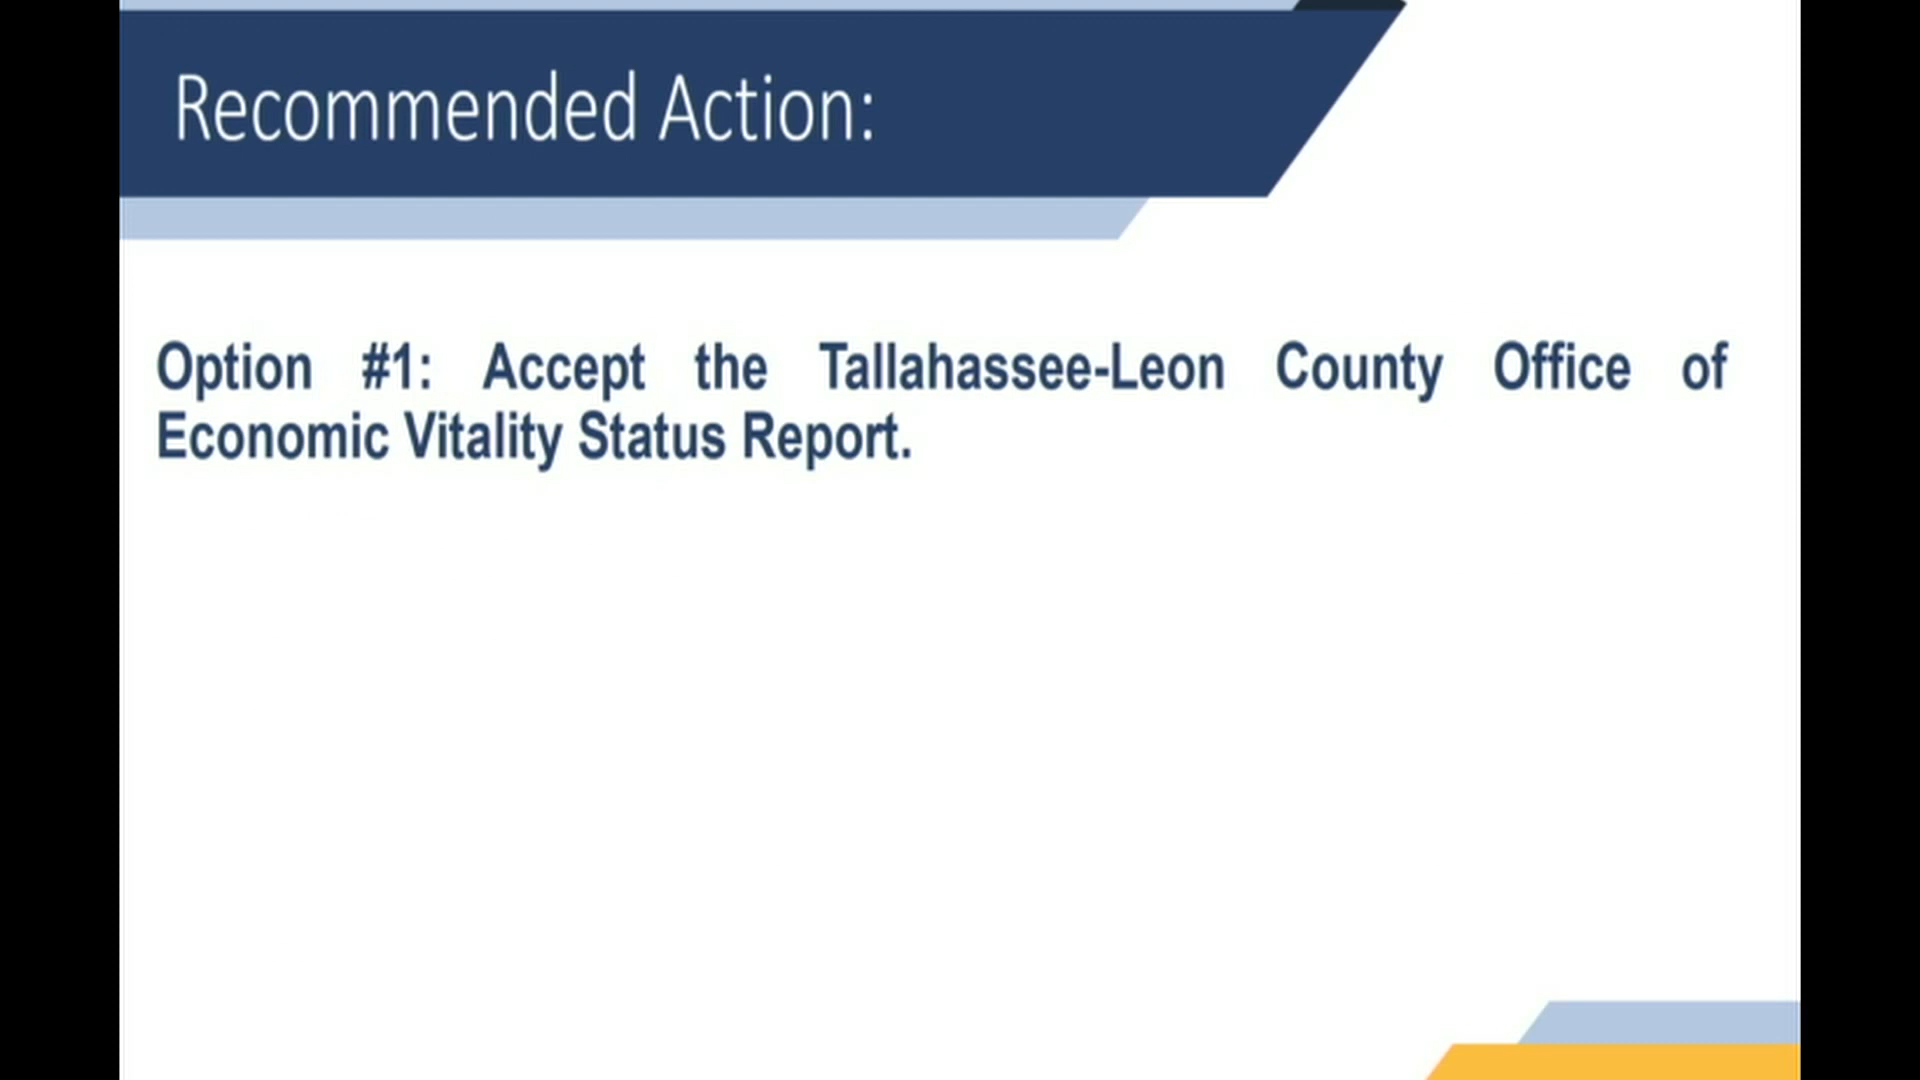 Recommended Action:
Option #1: Accept the Tallahassee-Leon County Office of
Economic Vitality Status Report.